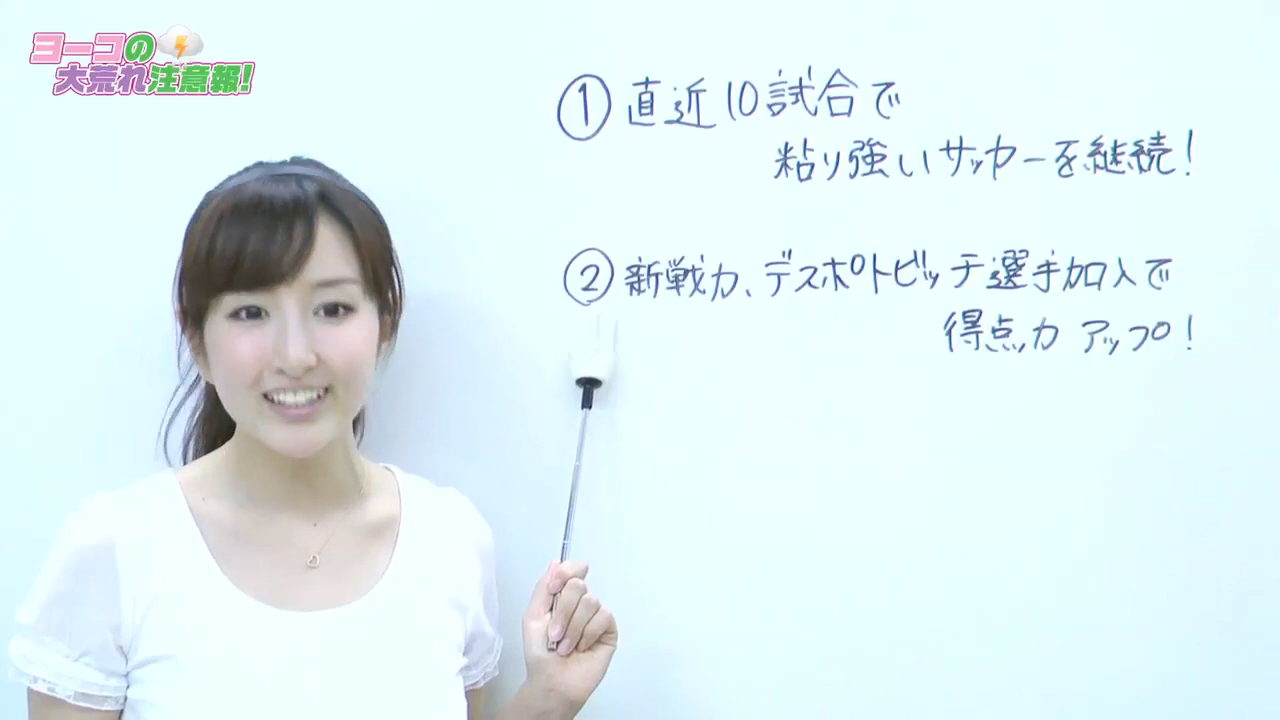 ヨーコの
大荒れ注意報!
①直近10試合で
粘り強いサッカーを継続!
②新戦力、デスポトビッチ選手加入で
得点力 アップ!